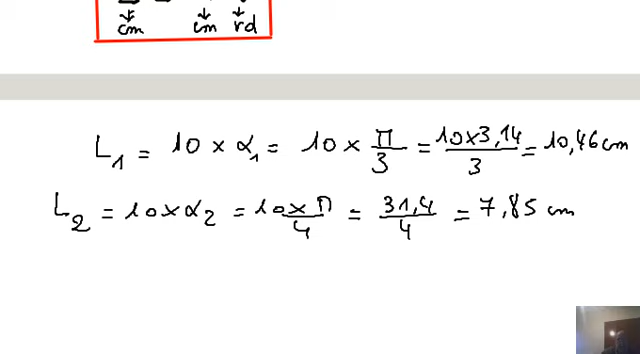 cm cm rd
L₁ = 10 × α₁ = 10 × π/3 = 10×3,14/3 = 10,46 cm
L₂ = 10 × α₂ = 10×π/4 = 31,4/4 = 7,85 cm